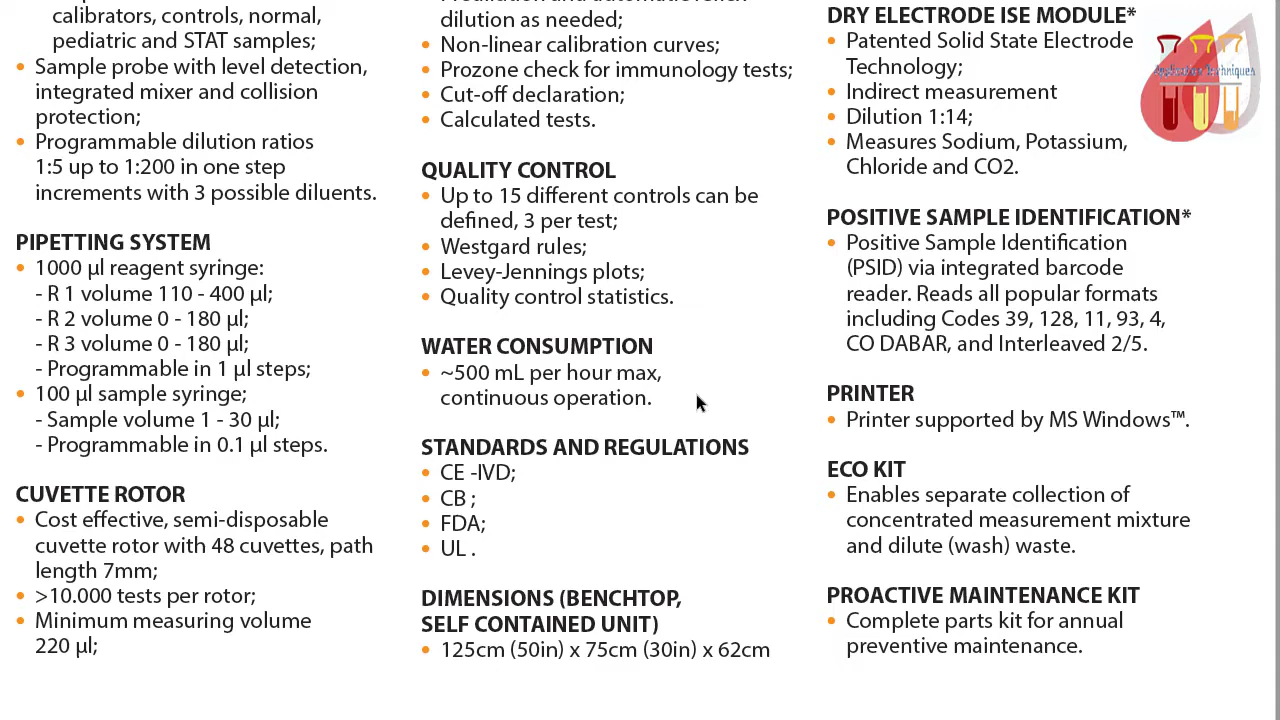 calibrators, controls, normal,
pediatric and STAT samples;
• Sample probe with level detection,
integrated mixer and collision
protection;
• Programmable dilution ratios
1:5 up to 1:200 in one step
increments with 3 possible diluents.
PIPETTING SYSTEM
• 1000 µl reagent syringe:
- R 1 volume 110 - 400 µl;
- R 2 volume 0 - 180 µl;
- R 3 volume 0 - 180 µl;
- Programmable in 1 µl steps;
• 100 µl sample syringe;
- Sample volume 1 - 30 µl;
- Programmable in 0.1 µl steps.
CUVETTE ROTOR
• Cost effective, semi-disposable
cuvette rotor with 48 cuvettes, path
length 7mm;
• >10.000 tests per rotor;
• Minimum measuring volume
220 µl;
dilution as needed;
• Non-linear calibration curves;
• Prozone check for immunology tests;
• Cut-off declaration;
• Calculated tests.
QUALITY CONTROL
• Up to 15 different controls can be
defined, 3 per test;
• Westgard rules;
• Levey-Jennings plots;
• Quality control statistics.
WATER CONSUMPTION
• ~500 mL per hour max,
continuous operation.
STANDARDS AND REGULATIONS
• CE -IVD;
• CB ;
• FDA;
• UL .
DIMENSIONS (BENCHTOP,
SELF CONTAINED UNIT)
• 125cm (50in) x 75cm (30in) x 62cm
DRY ELECTRODE ISE MODULE*
• Patented Solid State Electrode
Technology;
• Indirect measurement
• Dilution 1:14;
• Measures Sodium, Potassium,
Chloride and CO2.
POSITIVE SAMPLE IDENTIFICATION*
• Positive Sample Identification
(PSID) via integrated barcode
reader. Reads all popular formats
including Codes 39, 128, 11, 93, 4,
CO DABAR, and Interleaved 2/5.
PRINTER
• Printer supported by MS Windows™.
ECO KIT
• Enables separate collection of
concentrated measurement mixture
and dilute (wash) waste.
PROACTIVE MAINTENANCE KIT
• Complete parts kit for annual
preventive maintenance.
Techniques